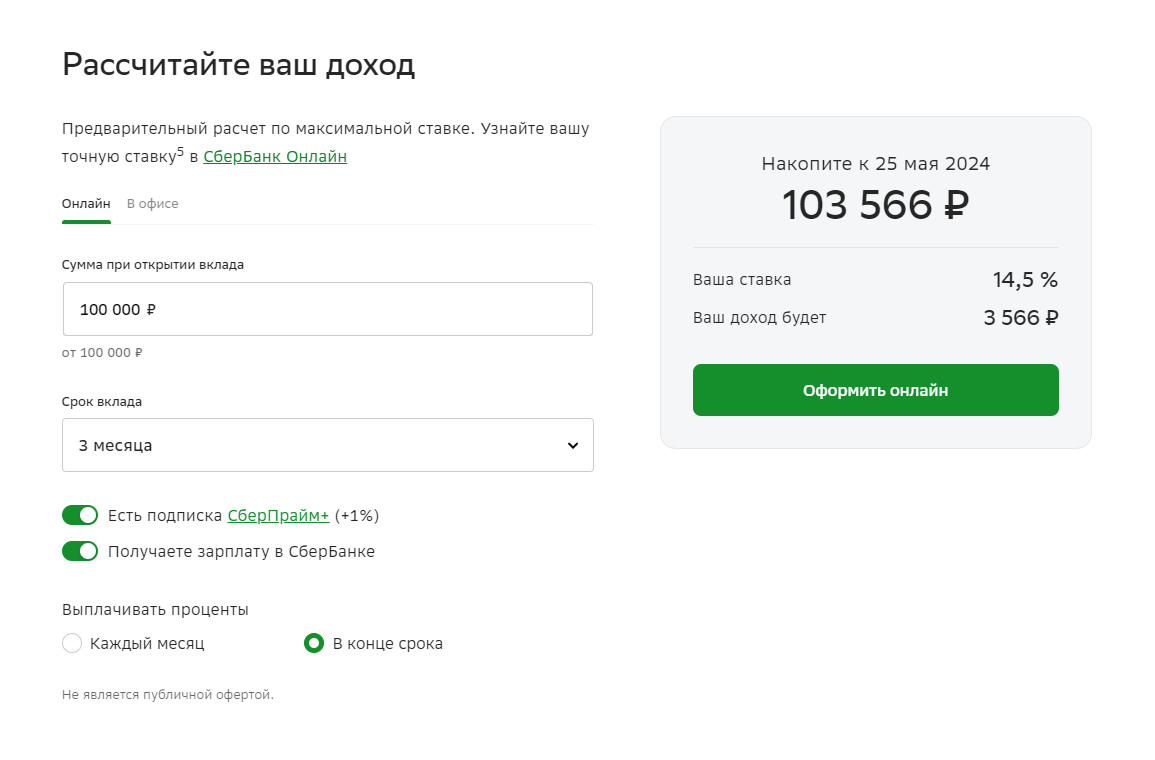 Рассчитайте ваш доход
Предварительный расчет по максимальной ставке. Узнайте вашу
точную ставку5 в СберБанк Онлайн
Онлайн В офисе
Сумма при открытии вклада
100 000 ₽
от 100 000 ₽
Срок вклада
3 месяца
Есть подписка СберПрайм+ (+1%)
Получаете зарплату в СберБанке
Выплачивать проценты
Каждый месяц В конце срока
Не является публичной офертой.
Накопите к 25 мая 2024
103 566 ₽
Ваша ставка 14,5 %
Ваш доход будет 3 566 ₽
Оформить онлайн